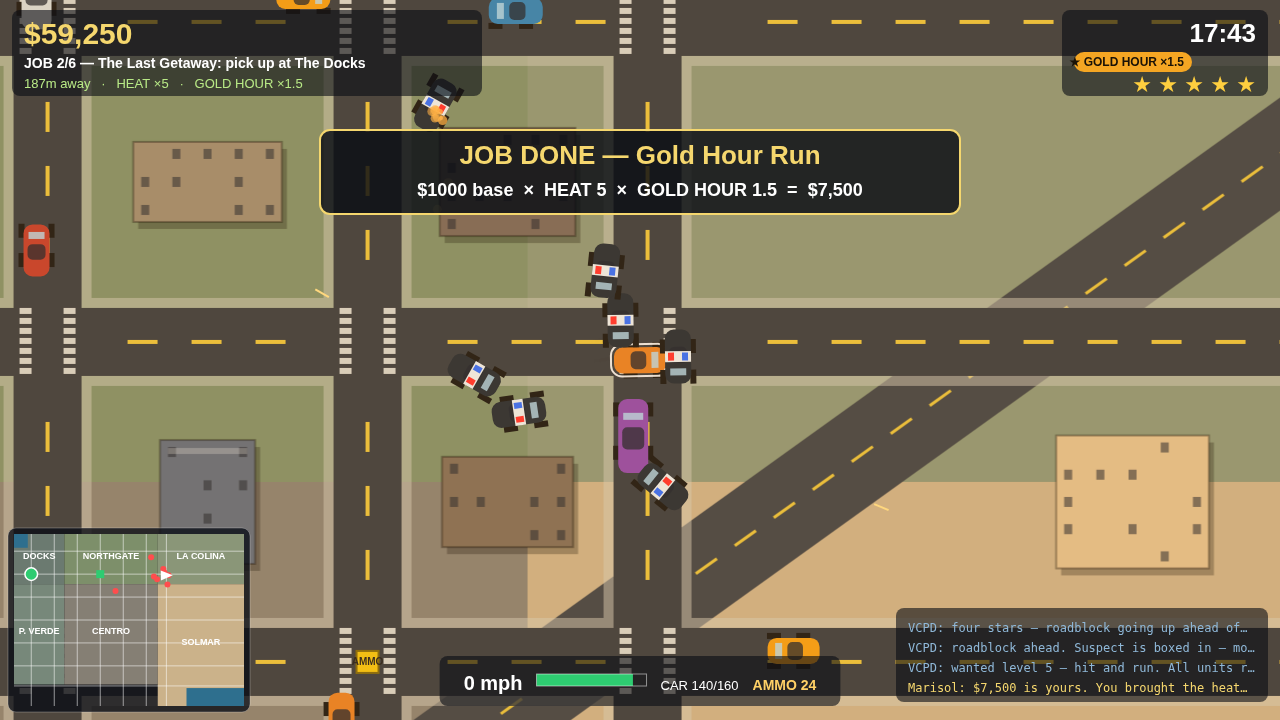 $59,250
JOB 2/6 — The Last Getaway: pick up at The Docks
187m away · HEAT ×5 · GOLD HOUR ×1.5
17:43
★ GOLD HOUR ×1.5
★ ★ ★ ★ ★
JOB DONE — Gold Hour Run
$1000 base × HEAT 5 × GOLD HOUR 1.5 = $7,500
DOCKS
NORTHGATE
LA COLINA
P. VERDE
CENTRO
SOLMAR
AMMO
0 mph
CAR 140/160
AMMO 24
VCPD: four stars — roadblock going up ahead of…
VCPD: roadblock ahead. Suspect is boxed in — mo…
VCPD: wanted level 5 — hit and run. All units r…
Marisol: $7,500 is yours. You brought the heat…